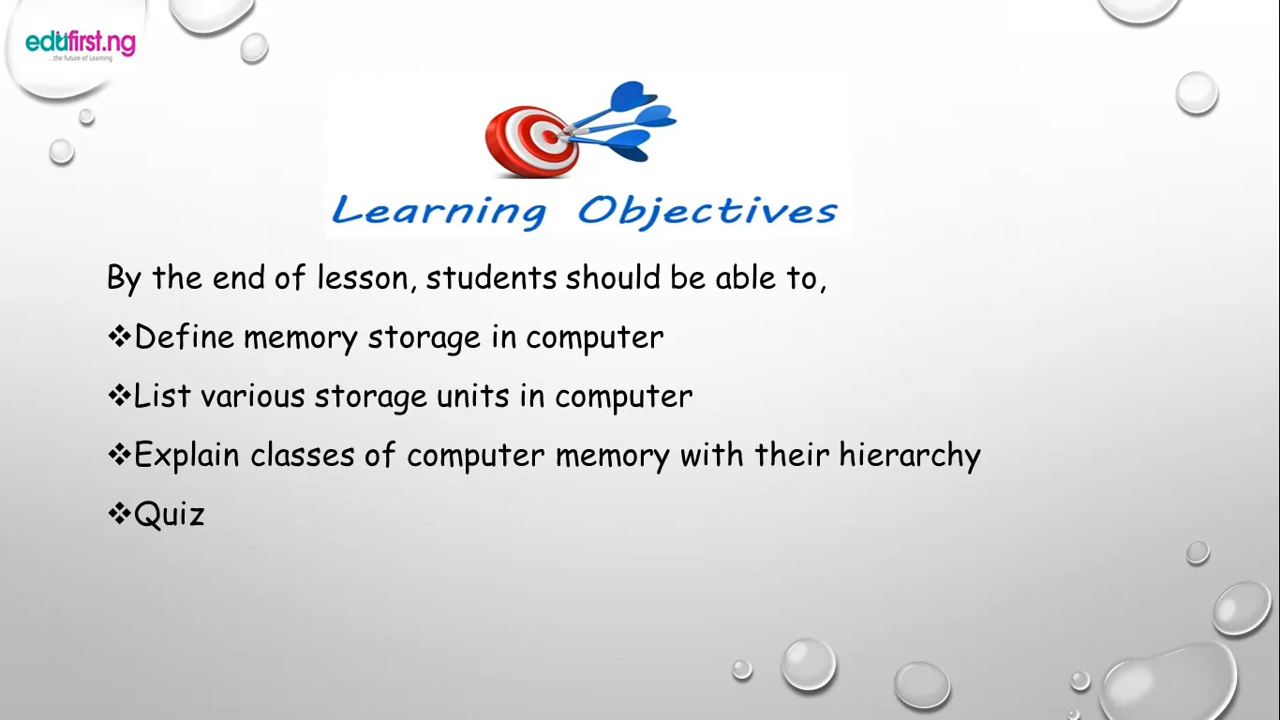 edufirst.ng
...the future of Learning
Learning Objectives
By the end of lesson, students should be able to,
❖Define memory storage in computer
❖List various storage units in computer
❖Explain classes of computer memory with their hierarchy
❖Quiz